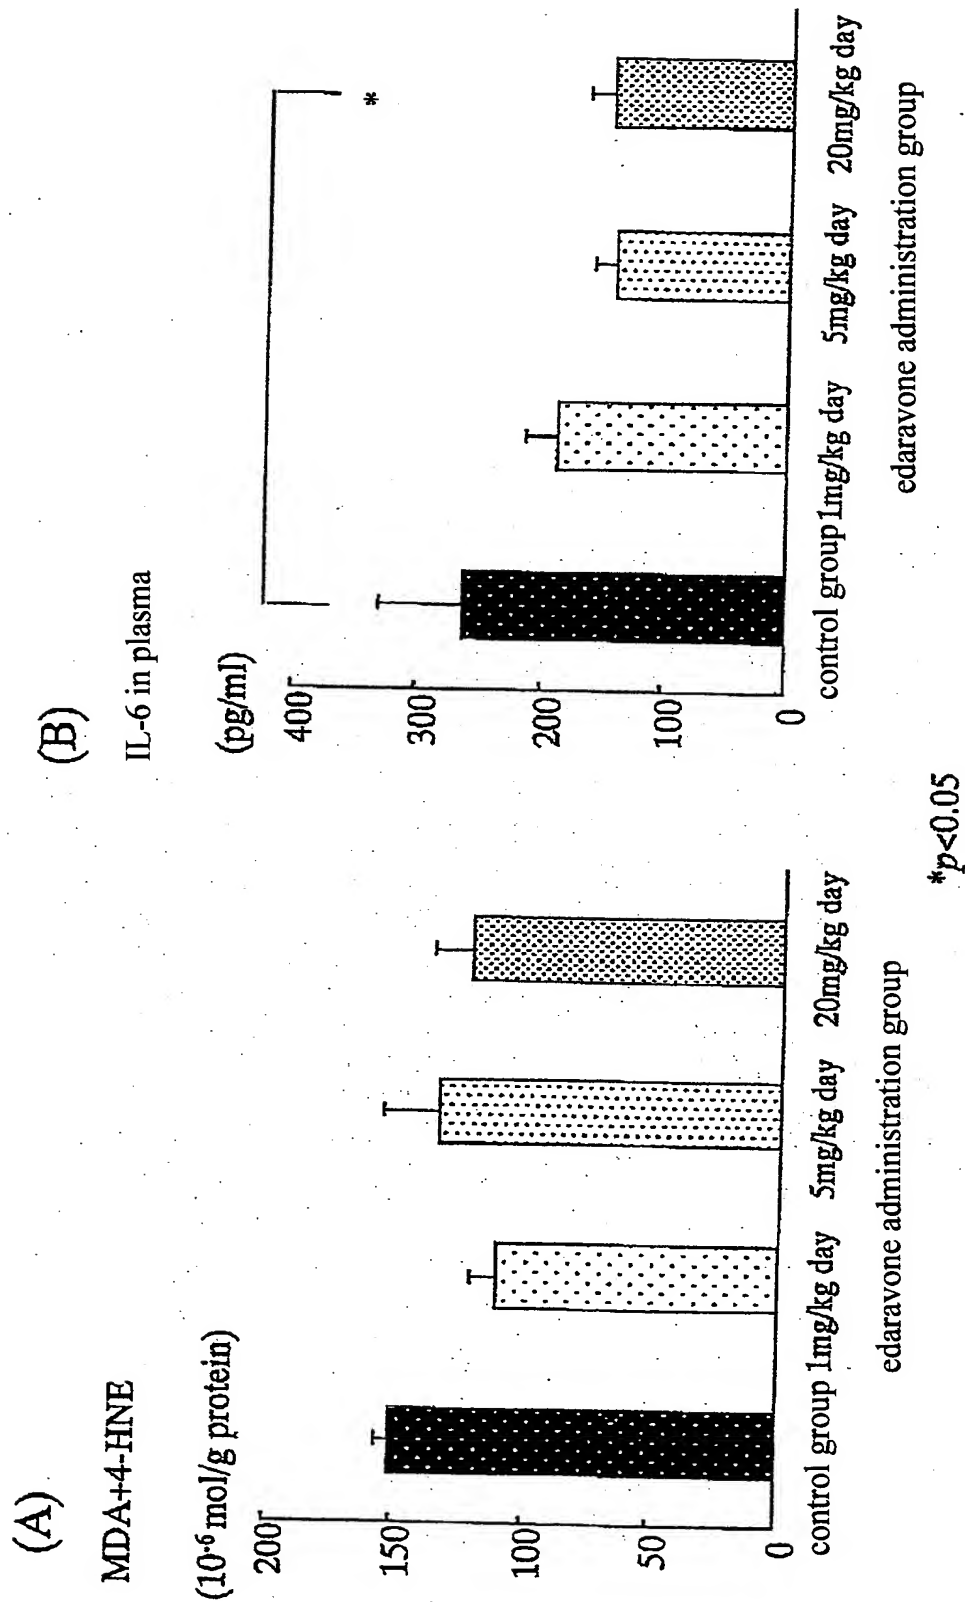 (A)
MDA+4-HNE
(10⁻⁶ mol/g protein)
200
150
100
50
0
control group 1mg/kg day 5mg/kg day 20mg/kg day
edaravone administration group
(B)
IL-6 in plasma
(pg/ml)
400
300
200
100
0
*
control group 1mg/kg day 5mg/kg day 20mg/kg day
edaravone administration group
*p<0.05